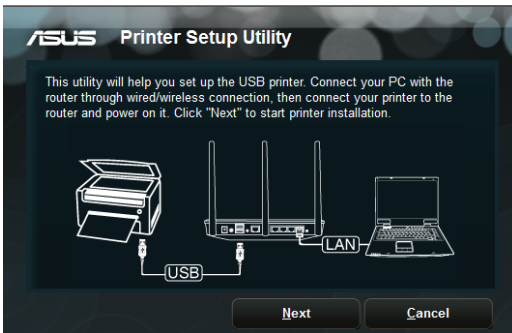 ASUS Printer Setup Utility
This utility will help you set up the USB printer. Connect your PC with the
router through wired/wireless connection, then connect your printer to the
router and power on it. Click "Next" to start printer installation.
LAN
USB
Next
Cancel